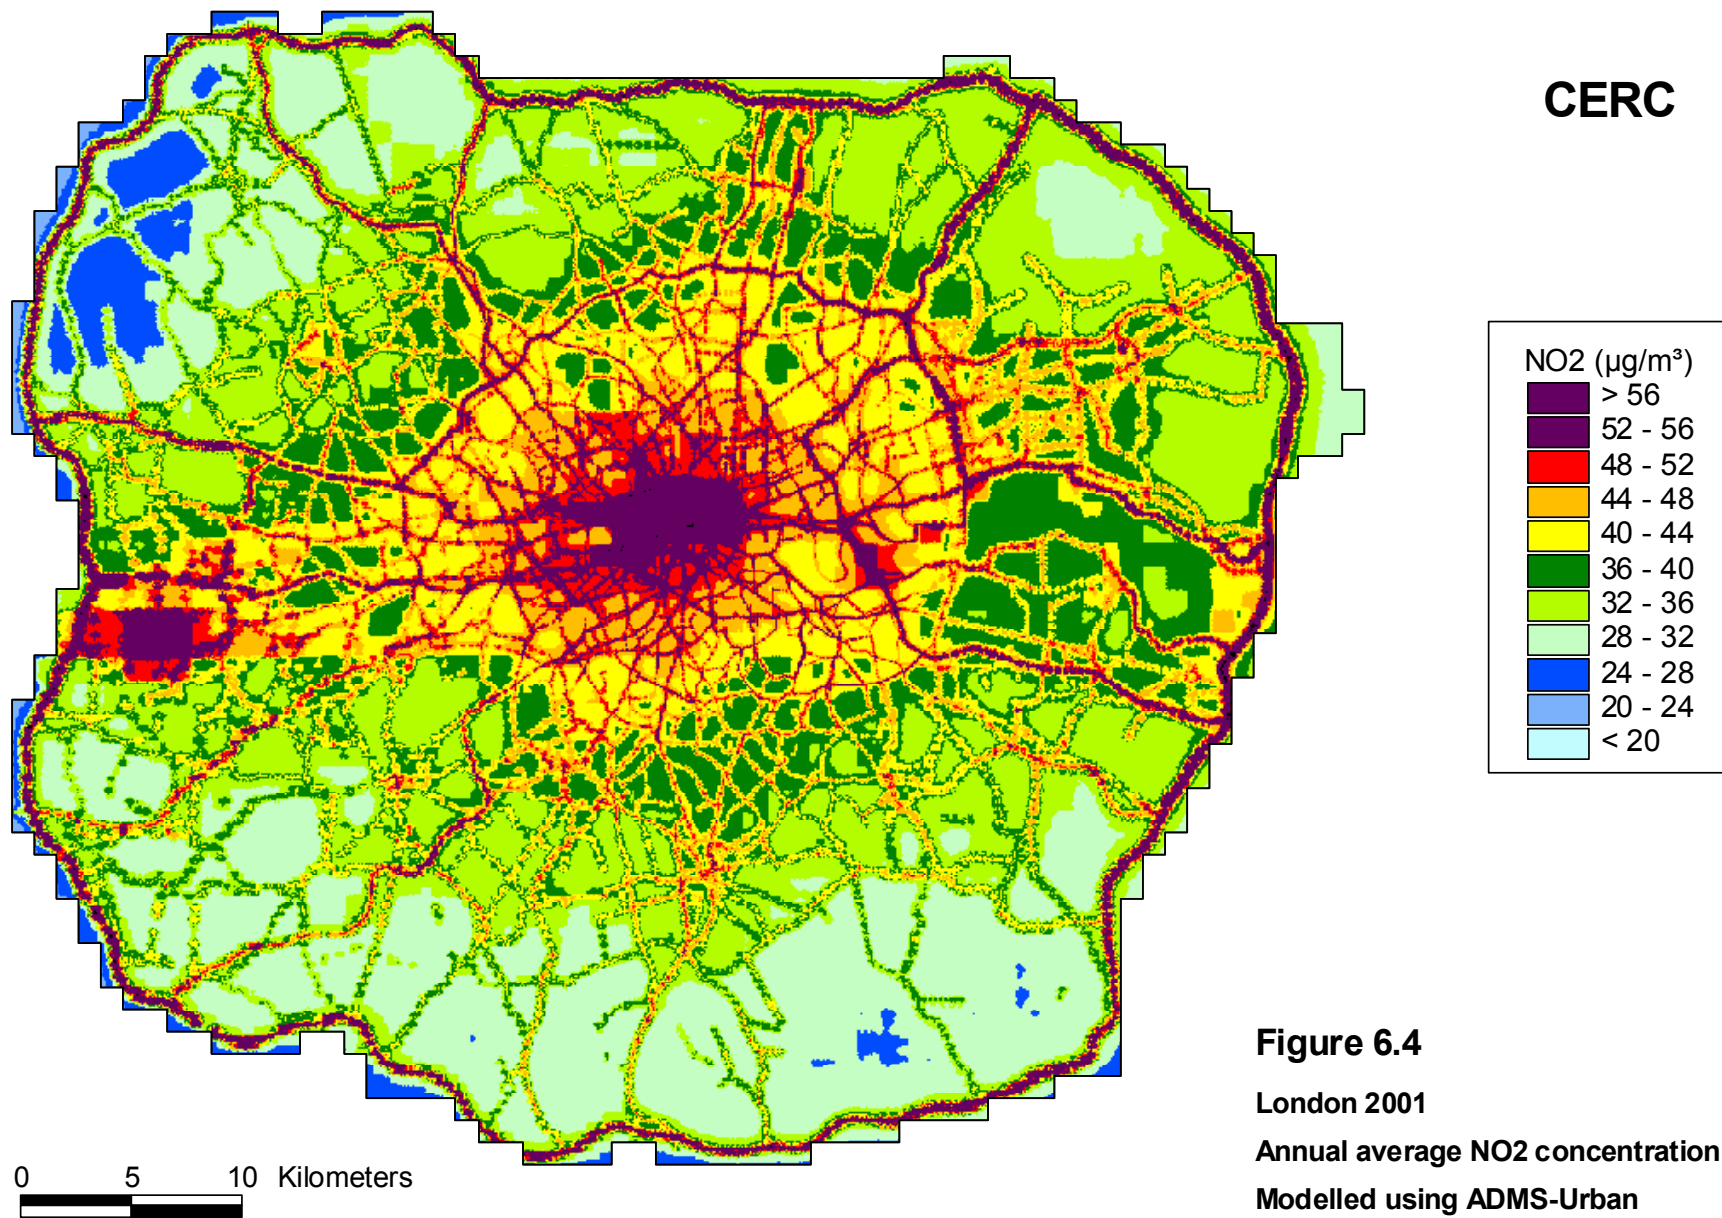 CERC
NO2 (µg/m³)
> 56
52 - 56
48 - 52
44 - 48
40 - 44
36 - 40
32 - 36
28 - 32
24 - 28
20 - 24
< 20
Figure 6.4
London 2001
Annual average NO2 concentration
Modelled using ADMS-Urban
0 5 10 Kilometers